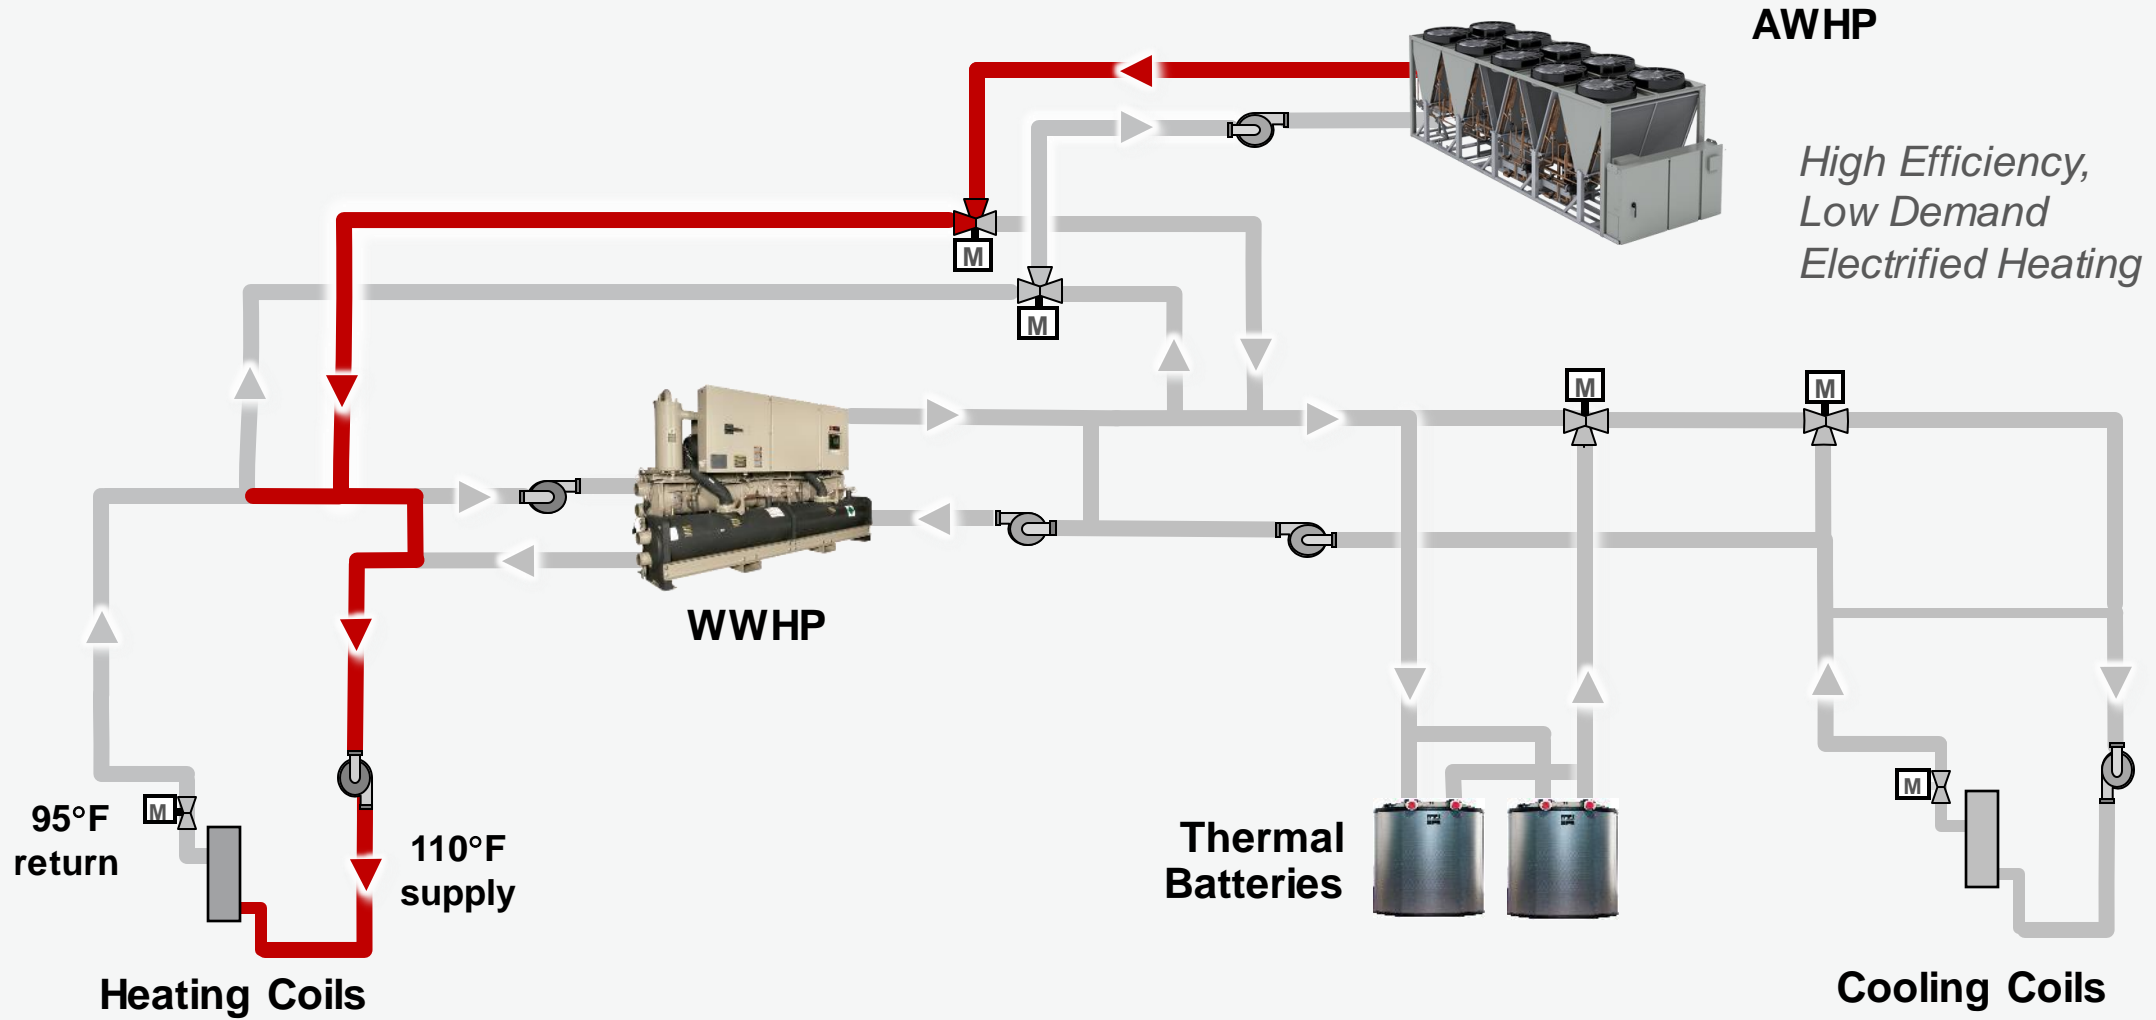 AWHP
High Efficiency,
Low Demand
Electrified Heating
M
M
M
M
WWHP
95°F
return
M
110°F
supply
Thermal
Batteries
M
Heating Coils
Cooling Coils